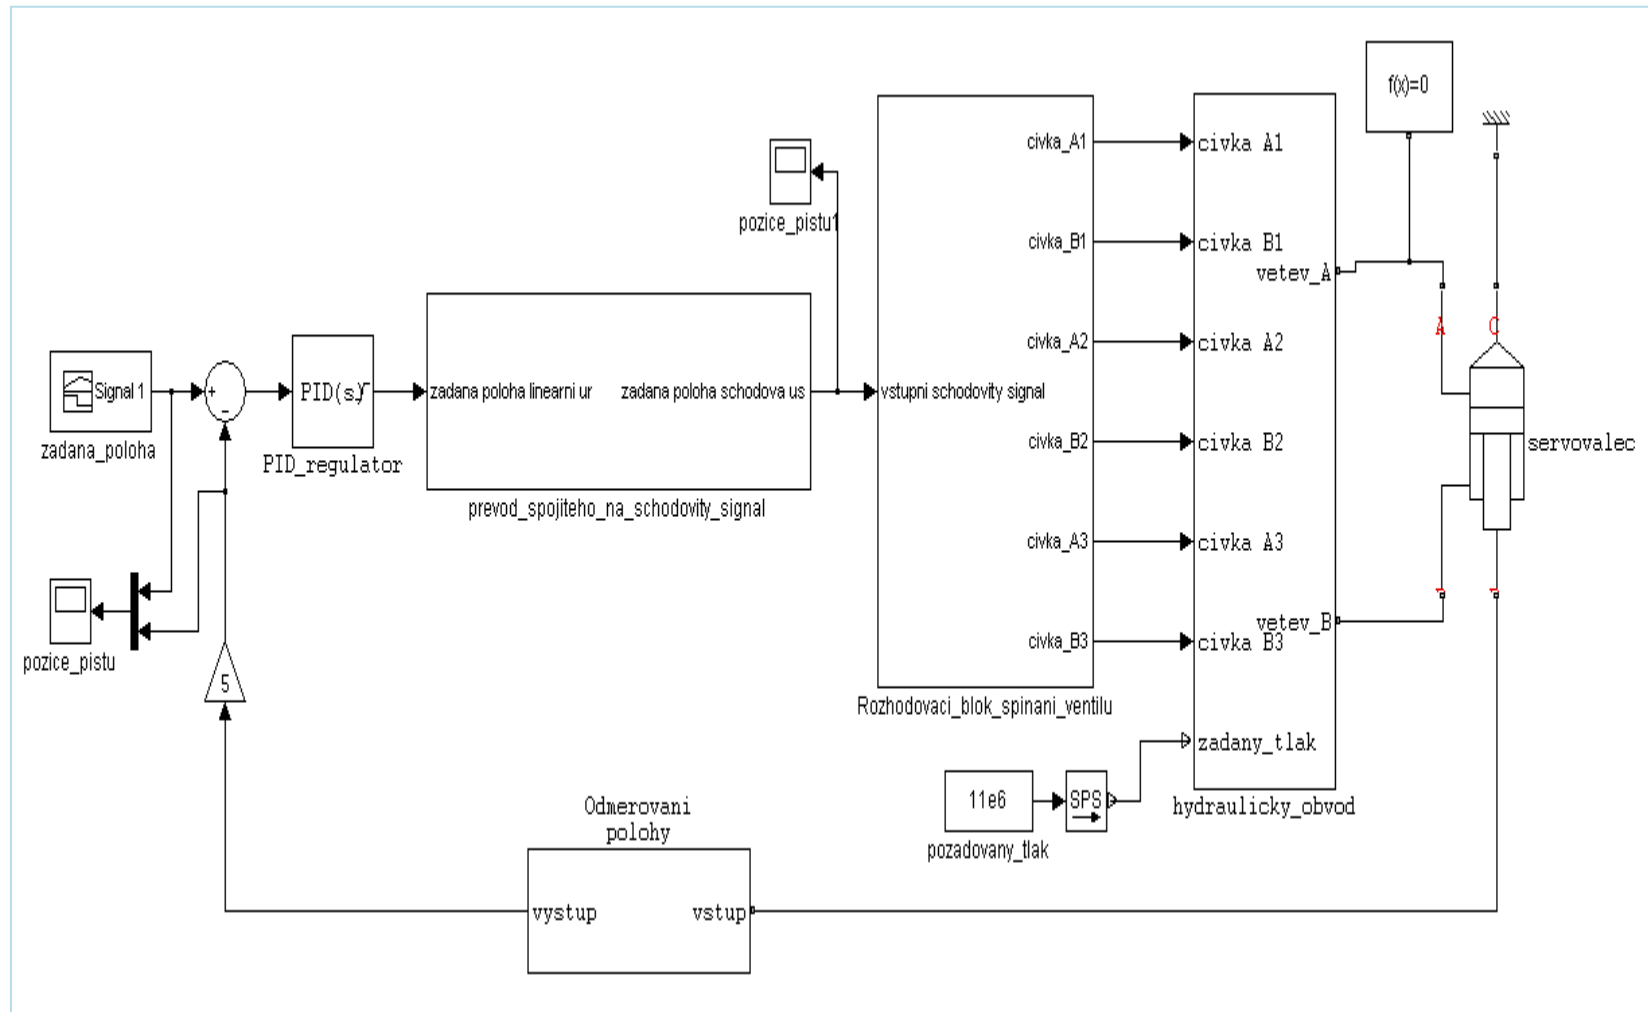 f(x)=0
civka_A1
civka A1
pozice_pistu1
civka_B1
civka B1
vetev_A
A
C
civka_A2
civka A2
Signal 1
+
-
PID(s)
zadana poloha linearni ur
zadana poloha schodova us
vstupni schodovity signal
zadana_poloha
PID_regulator
civka_B2
civka B2
servovalec
prevod_spojiteho_na_schodovity_signal
civka_A3
civka A3
vetev_B
civka_B3
civka B3
pozice_pistu
5
Rozhodovaci_blok_spinani_ventilu
zadany_tlak
11e6
SPS
hydraulicky_obvod
pozadovany_tlak
Odmerovani
polohy
vystup
vstup